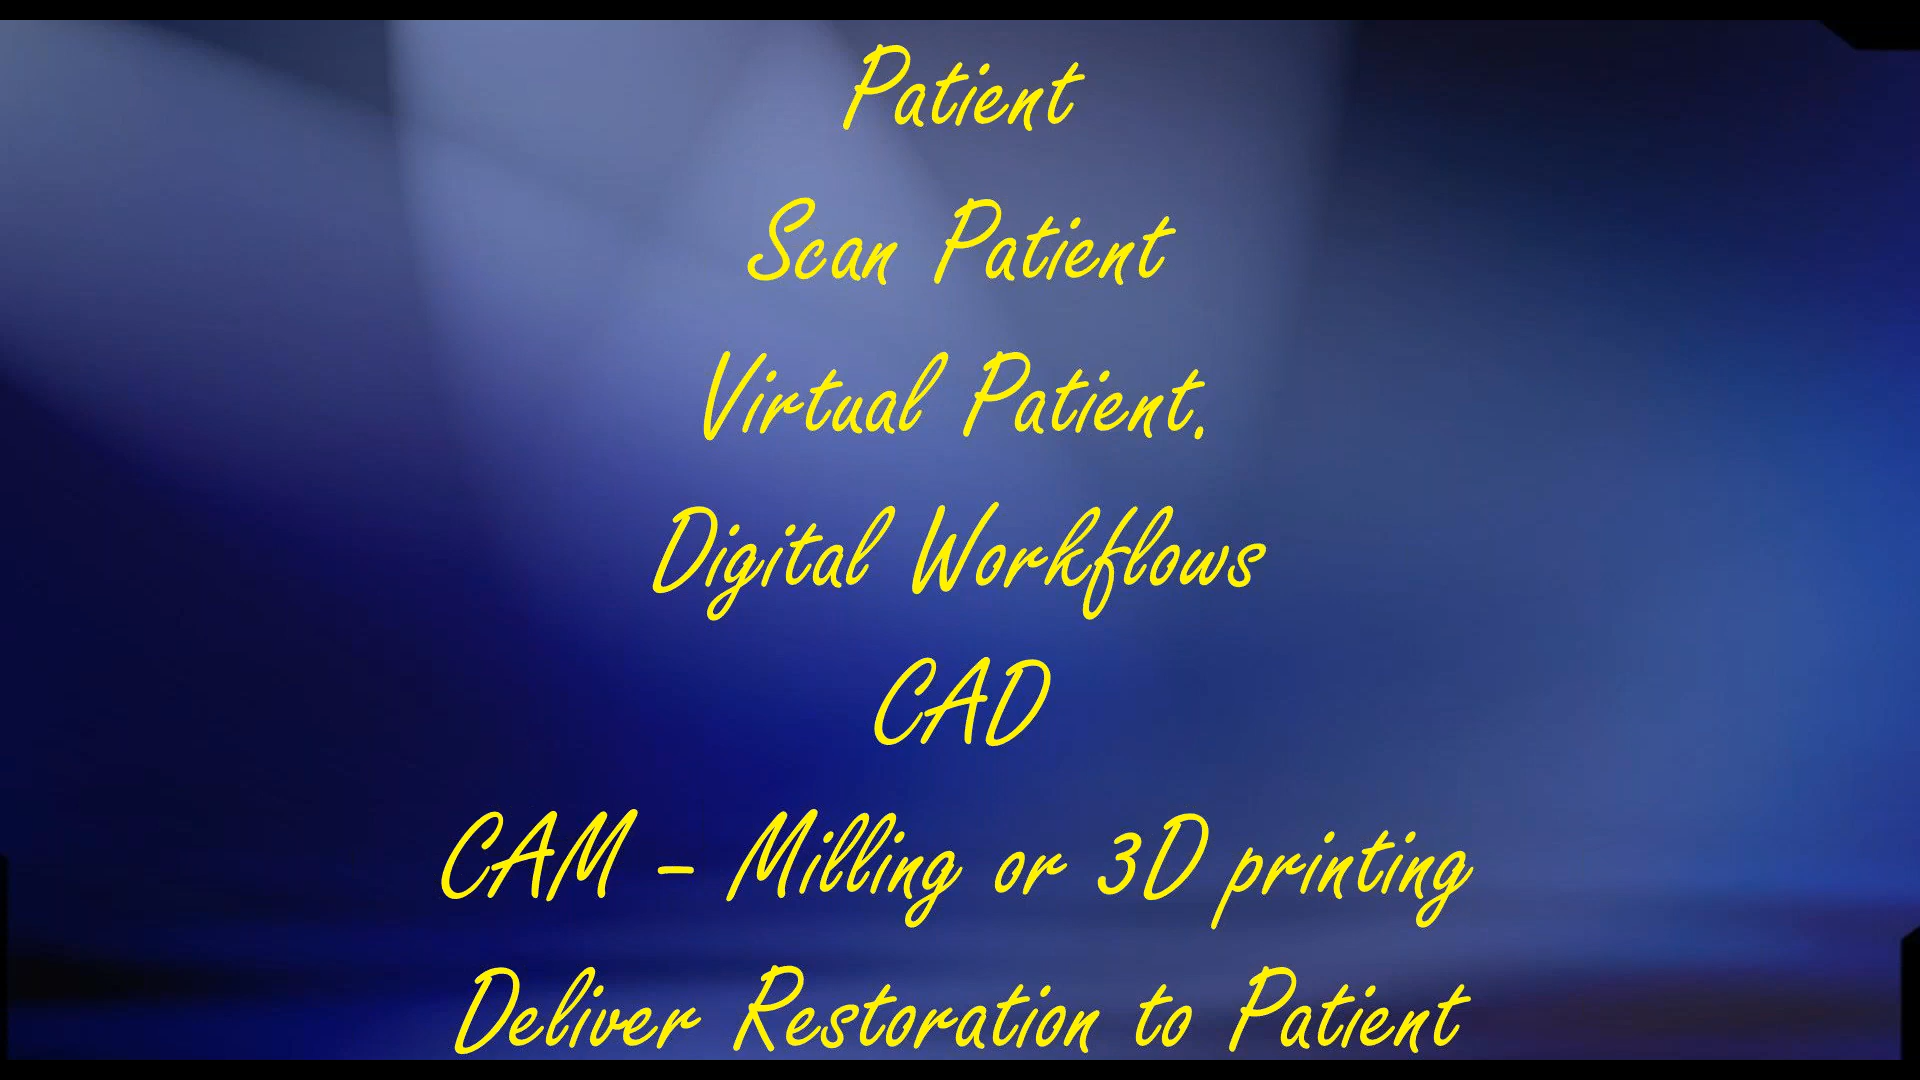 Patient
Scan Patient
Virtual Patient.
Digital Workflows
CAD
CAM – Milling or 3D printing
Deliver Restoration to Patient